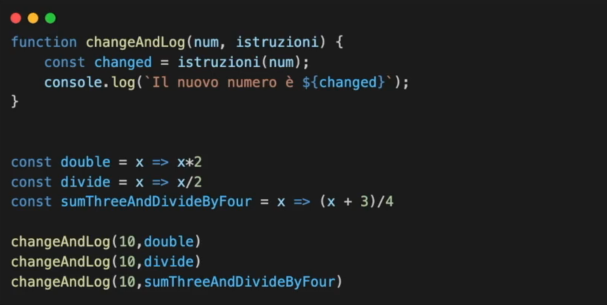 function changeAndLog(num, istruzioni) {
    const changed = istruzioni(num);
    console.log(`Il nuovo numero è ${changed}`);
}
const double = x => x*2
const divide = x => x/2
const sumThreeAndDivideByFour = x => (x + 3)/4
changeAndLog(10,double)
changeAndLog(10,divide)
changeAndLog(10,sumThreeAndDivideByFour)